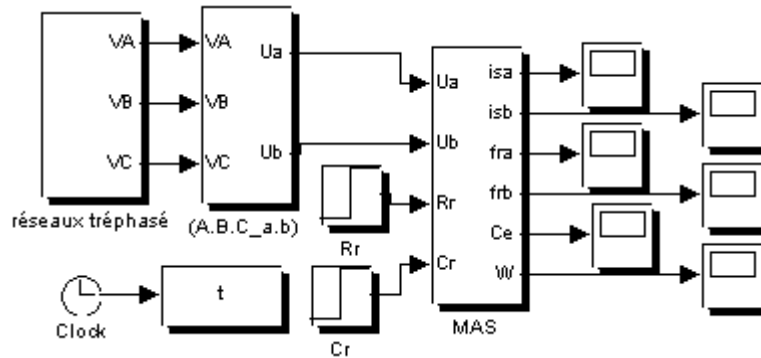 VA
VB
VC
réseaux tréphasé
VA
VB
VC
Ua
Ub
(A.B.C_a.b)
Rr
Cr
Clock
t
Ua
Ub
Rr
Cr
isa
isb
fra
frb
Ce
W
MAS